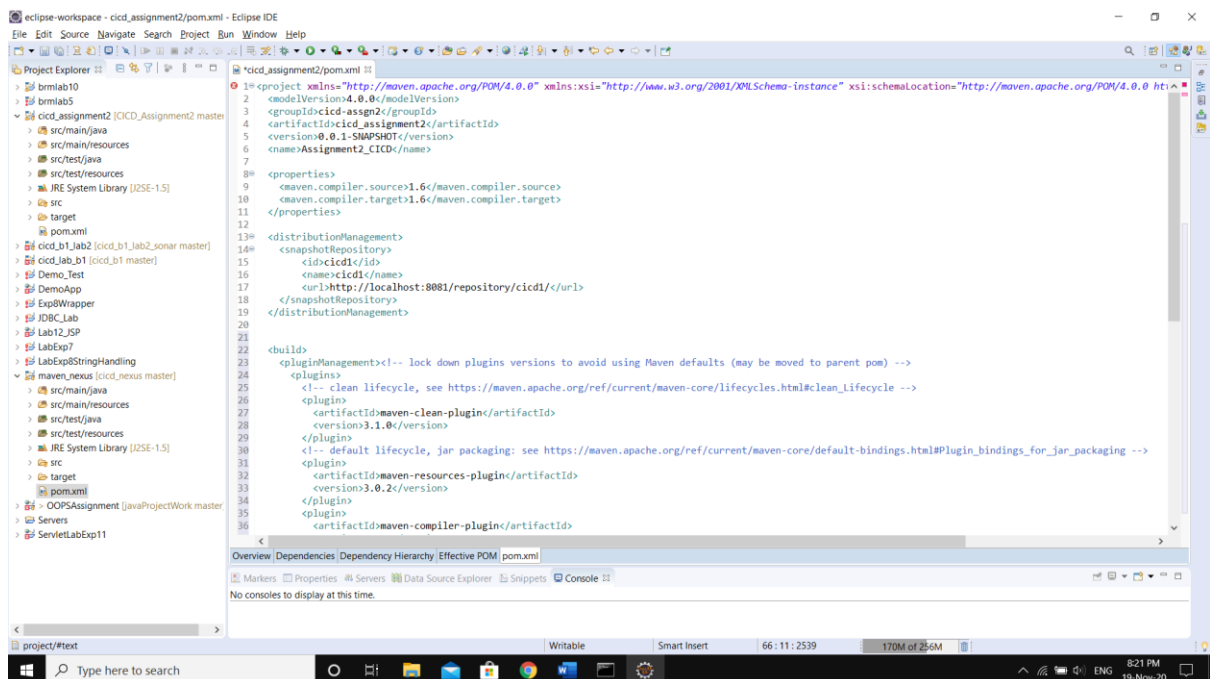 eclipse-workspace - cicd_assignment2/pom.xml - Eclipse IDE
File Edit Source Navigate Search Project Run Window Help
Project Explorer
brmlab10
brmlab5
cicd_assignment2 [CICD_Assignment2 master
src/main/java
src/main/resources
src/test/java
src/test/resources
JRE System Library [J2SE-1.5]
src
target
pom.xml
cicd_b1_lab2 [cicd_b1_lab2_sonar master]
cicd_lab_b1 [cicd_b1 master]
Demo_Test
DemoApp
Exp8Wrapper
JDBC_Lab
Lab12_JSP
LabExp7
LabExp8StringHandling
maven_nexus [cicd_nexus master]
src/main/java
src/main/resources
src/test/java
src/test/resources
JRE System Library [J2SE-1.5]
src
target
pom.xml
> OOPSAssignment [javaProjectWork master
Servers
ServletLabExp11
*cicd_assignment2/pom.xml
1 <project xmlns="http://maven.apache.org/POM/4.0.0" xmlns:xsi="http://www.w3.org/2001/XMLSchema-instance" xsi:schemaLocation="http://maven.apache.org/POM/4.0.0 htt
2 <modelVersion>4.0.0</modelVersion>
3 <groupId>cicd-assgn2</groupId>
4 <artifactId>cicd_assignment2</artifactId>
5 <version>0.0.1-SNAPSHOT</version>
6 <name>Assignment2_CICD</name>
7
8 <properties>
9 <maven.compiler.source>1.6</maven.compiler.source>
10 <maven.compiler.target>1.6</maven.compiler.target>
11 </properties>
12
13 <distributionManagement>
14 <snapshotRepository>
15 <id>cicd1</id>
16 <name>cicd1</name>
17 <url>http://localhost:8081/repository/cicd1/</url>
18 </snapshotRepository>
19 </distributionManagement>
20
21
22 <build>
23 <pluginManagement><!-- lock down plugins versions to avoid using Maven defaults (may be moved to parent pom) -->
24 <plugins>
25 <!-- clean lifecycle, see https://maven.apache.org/ref/current/maven-core/lifecycles.html#clean_Lifecycle -->
26 <plugin>
27 <artifactId>maven-clean-plugin</artifactId>
28 <version>3.1.0</version>
29 </plugin>
30 <!-- default lifecycle, jar packaging: see https://maven.apache.org/ref/current/maven-core/default-bindings.html#Plugin_bindings_for_jar_packaging -->
31 <plugin>
32 <artifactId>maven-resources-plugin</artifactId>
33 <version>3.0.2</version>
34 </plugin>
35 <plugin>
36 <artifactId>maven-compiler-plugin</artifactId>
Overview Dependencies Dependency Hierarchy Effective POM pom.xml
Markers Properties Servers Data Source Explorer Snippets Console
No consoles to display at this time.
project/#text Writable Smart Insert 66 : 11 : 2539 170M of 256M
Type here to search
ENG
8:21 PM
19-Nov-20